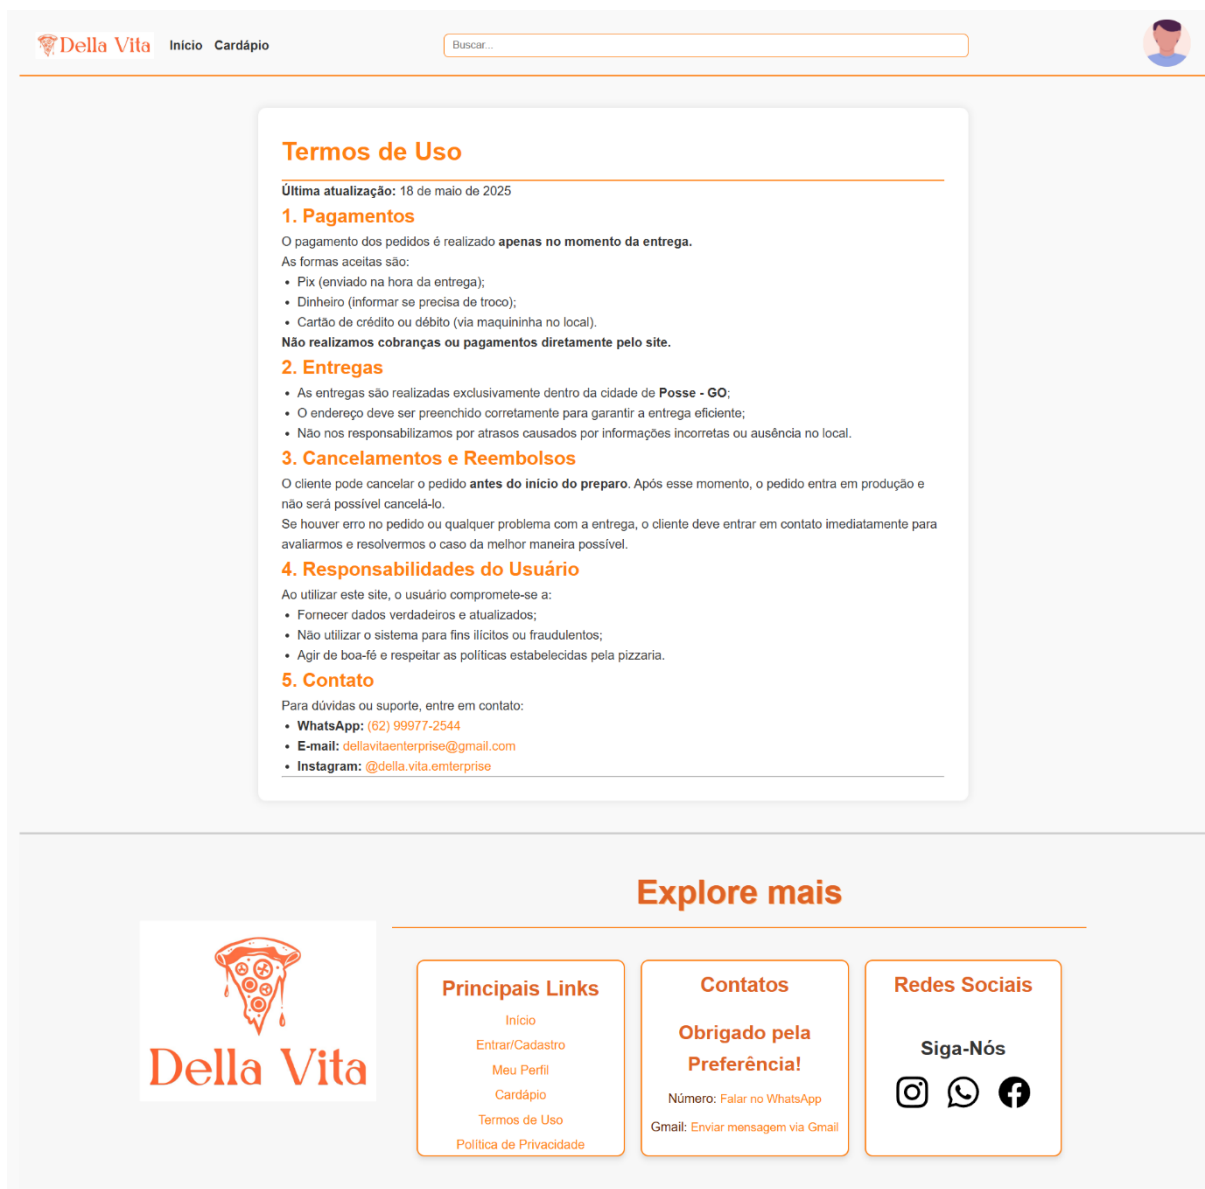 Della Vita Início Cardápio Buscar...
Termos de Uso
Última atualização: 18 de maio de 2025
1. Pagamentos
O pagamento dos pedidos é realizado apenas no momento da entrega.
As formas aceitas são:
• Pix (enviado na hora da entrega);
• Dinheiro (informar se precisa de troco);
• Cartão de crédito ou débito (via maquininha no local).
Não realizamos cobranças ou pagamentos diretamente pelo site.
2. Entregas
• As entregas são realizadas exclusivamente dentro da cidade de Posse - GO;
• O endereço deve ser preenchido corretamente para garantir a entrega eficiente;
• Não nos responsabilizamos por atrasos causados por informações incorretas ou ausência no local.
3. Cancelamentos e Reembolsos
O cliente pode cancelar o pedido antes do início do preparo. Após esse momento, o pedido entra em produção e
não será possível cancelá-lo.
Se houver erro no pedido ou qualquer problema com a entrega, o cliente deve entrar em contato imediatamente para
avaliarmos e resolvermos o caso da melhor maneira possível.
4. Responsabilidades do Usuário
Ao utilizar este site, o usuário compromete-se a:
• Fornecer dados verdadeiros e atualizados;
• Não utilizar o sistema para fins ilícitos ou fraudulentos;
• Agir de boa-fé e respeitar as políticas estabelecidas pela pizzaria.
5. Contato
Para dúvidas ou suporte, entre em contato:
• WhatsApp: (62) 99977-2544
• E-mail: dellavitaenterprise@gmail.com
• Instagram: @della.vita.emterprise
Explore mais
Della Vita
Principais Links
Início
Entrar/Cadastro
Meu Perfil
Cardápio
Termos de Uso
Política de Privacidade
Contatos
Obrigado pela
Preferência!
Número: Falar no WhatsApp
Gmail: Enviar mensagem via Gmail
Redes Sociais
Siga-Nós